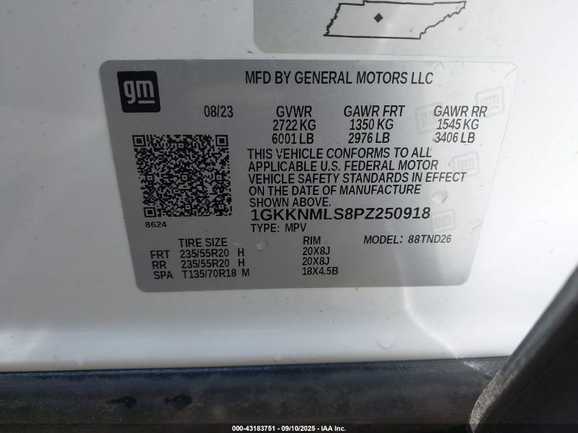 gm
MFD BY GENERAL MOTORS LLC
08/23 GVWR GAWR FRT GAWR RR
2722 KG 1350 KG 1545 KG
6001 LB 2976 LB 3406 LB
THIS VEHICLE CONFORMS TO ALL
APPLICABLE U.S. FEDERAL MOTOR
VEHICLE SAFETY STANDARDS IN EFFECT
ON THE DATE OF MANUFACTURE
SHOWN ABOVE.
8624
1GKKNMLS8PZ250918
TYPE: MPV MODEL: 88TND26
TIRE SIZE RIM
FRT 235/55R20 H 20X8J
RR 235/55R20 H 20X8J
SPA T135/70R18 M 18X4.5B
000-43183751 - 09/10/2025 - IAA Inc.